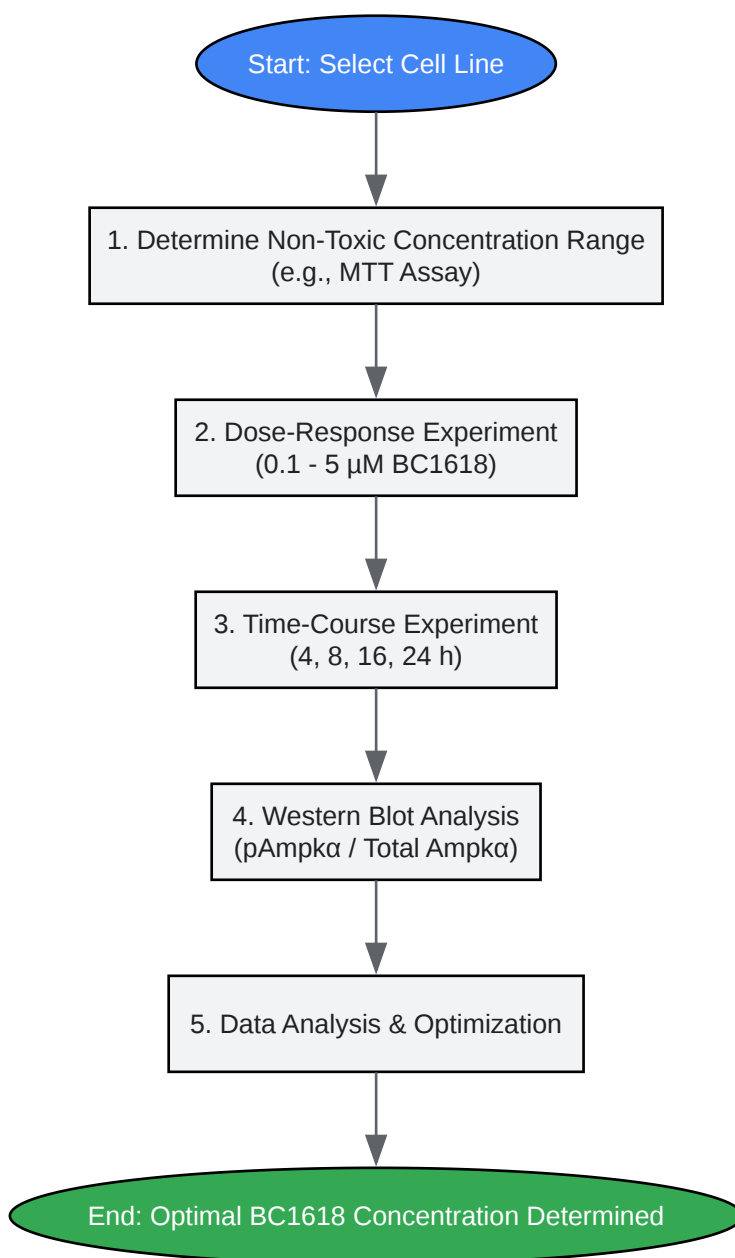 Start: Select Cell Line
1. Determine Non-Toxic Concentration Range
(e.g., MTT Assay)
2. Dose-Response Experiment
(0.1 - 5 µM BC1618)
3. Time-Course Experiment
(4, 8, 16, 24 h)
4. Western Blot Analysis
(pAmpkα / Total Ampkα)
5. Data Analysis & Optimization
End: Optimal BC1618 Concentration Determined